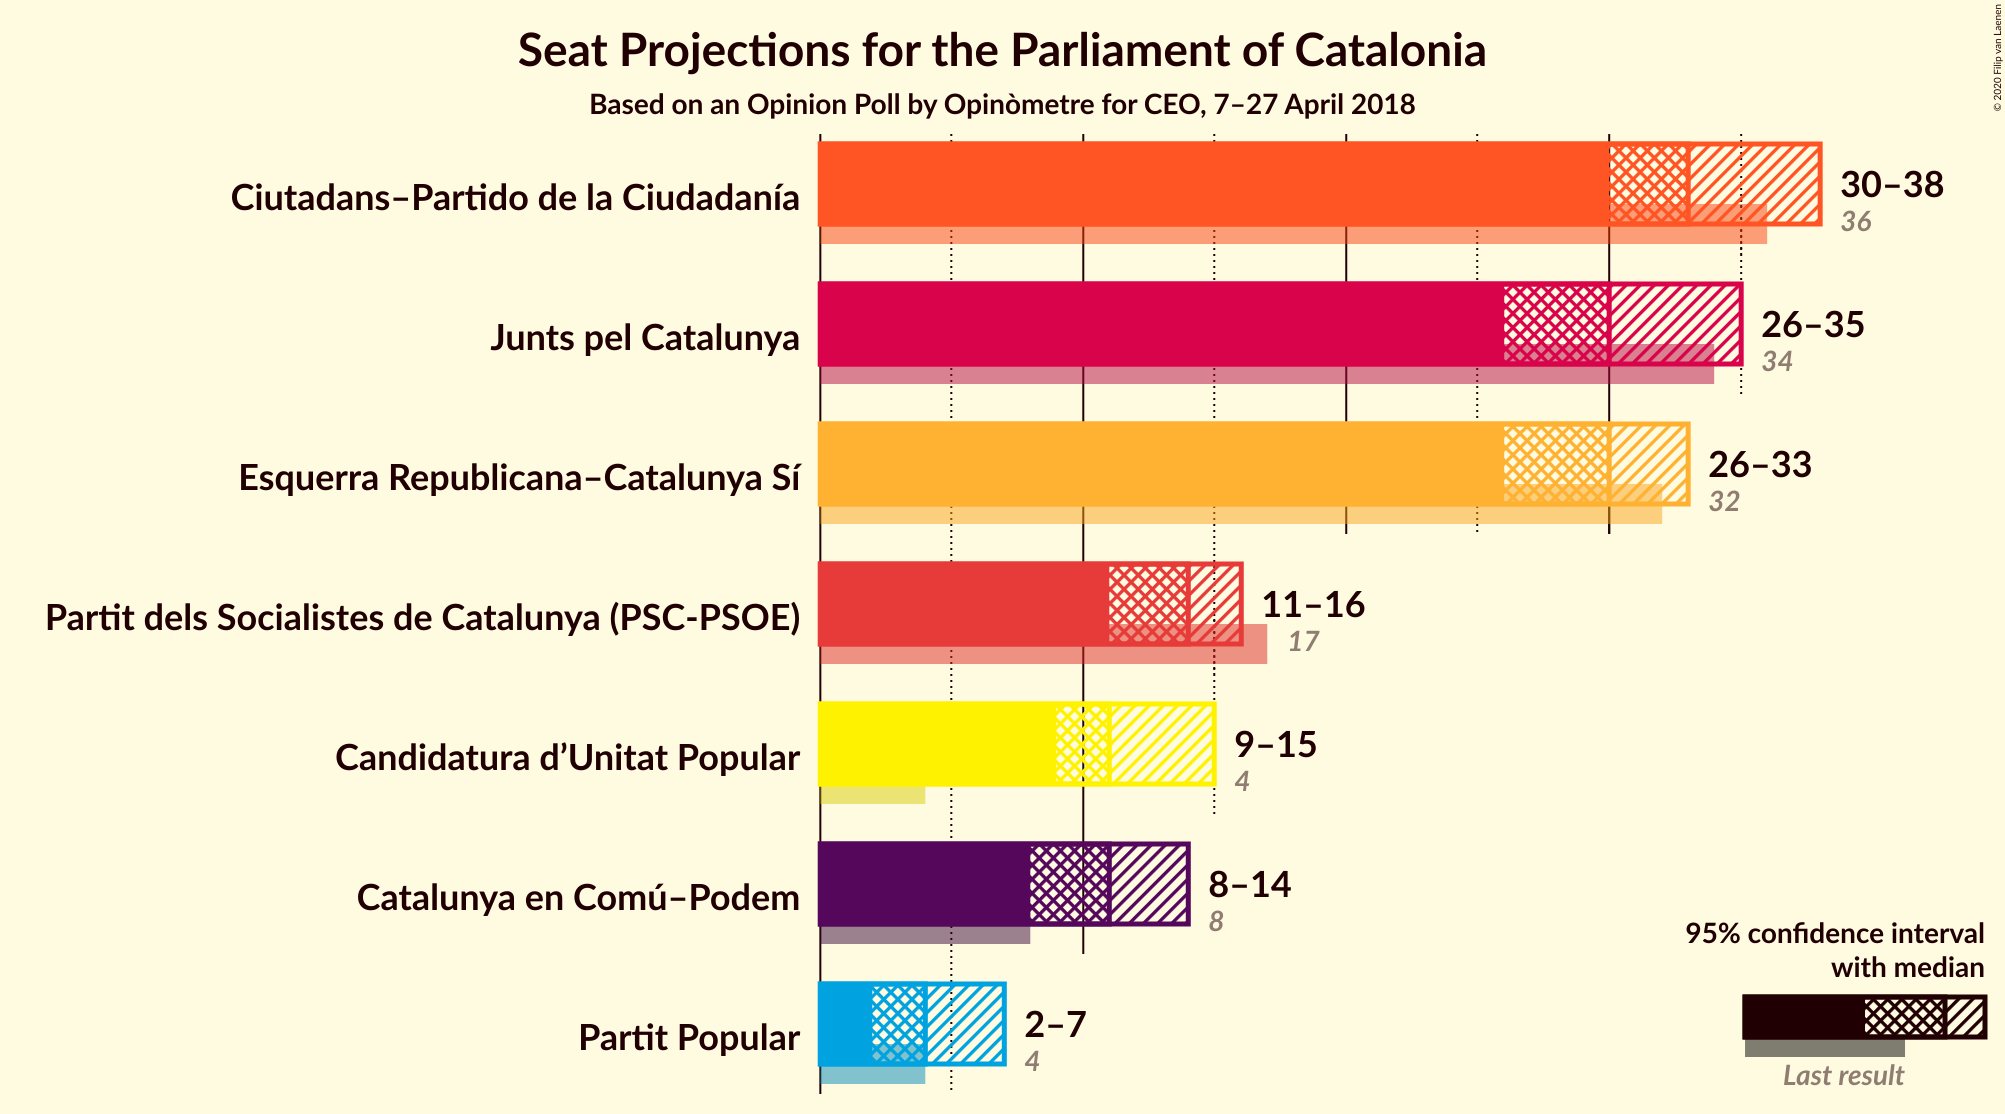 Seat Projections for the Parliament of Catalonia
Based on an Opinion Poll by Opinòmetre for CEO, 7–27 April 2018
© 2020 Filip van Laenen
Ciutadans–Partido de la Ciudadanía
30–38
36
Junts pel Catalunya
26–35
34
Esquerra Republicana–Catalunya Sí
26–33
32
Partit dels Socialistes de Catalunya (PSC-PSOE)
11–16
17
Candidatura d’Unitat Popular
9–15
4
Catalunya en Comú–Podem
8–14
8
Partit Popular
2–7
4
95% confidence interval
with median
Last result